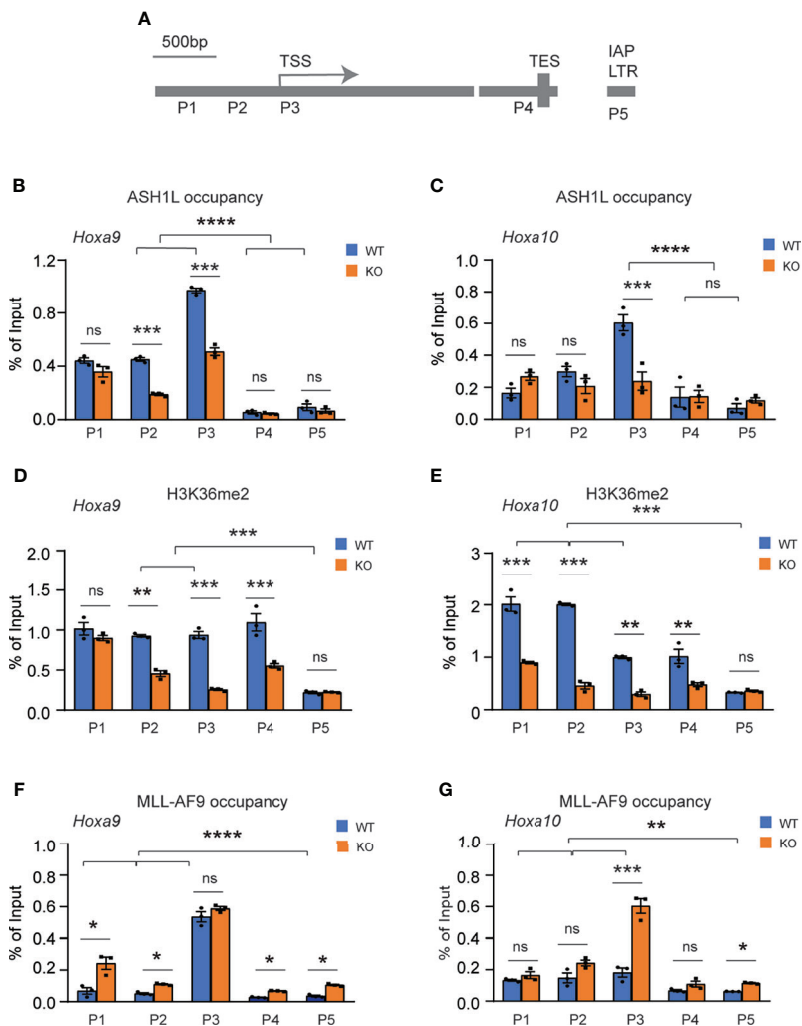 A
500bp
TSS
TES
IAP
LTR
P1 P2 P3 P4 P5
B
ASH1L occupancy
Hoxa9
****
WT
KO
% of Input
1.2
0.8
0.4
0.0
ns
***
***
ns
ns
P1 P2 P3 P4 P5
C
ASH1L occupancy
Hoxa10
****
WT
KO
% of Input
1.0
0.8
0.6
0.4
0.2
0.0
ns
ns
***
ns
P1 P2 P3 P4 P5
D
H3K36me2
Hoxa9
***
WT
KO
% of Input
2.0
1.5
1.0
0.5
0.0
ns
**
***
***
ns
P1 P2 P3 P4 P5
E
H3K36me2
Hoxa10
***
WT
KO
% of Input
3
2
1
0
***
***
**
**
ns
P1 P2 P3 P4 P5
F
MLL-AF9 occupancy
Hoxa9
****
WT
KO
% of Input
1.0
0.8
0.6
0.4
0.2
0.0
*
*
ns
*
*
P1 P2 P3 P4 P5
G
MLL-AF9 occupancy
Hoxa10
**
WT
KO
% of Input
1.0
0.8
0.6
0.4
0.2
0.0
ns
ns
***
ns
*
P1 P2 P3 P4 P5